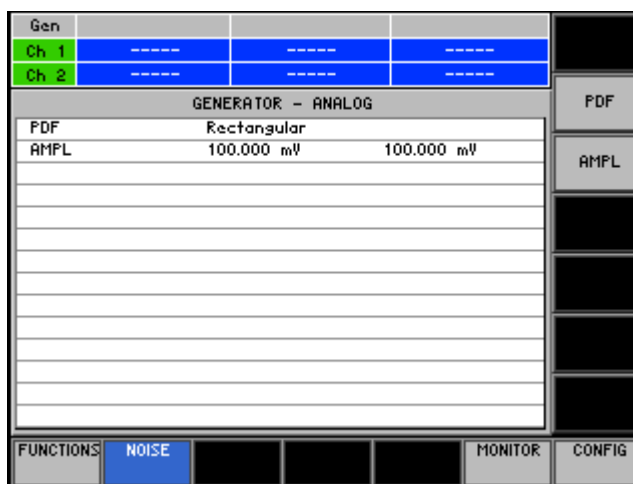 Gen
Ch 1 ----- ----- -----
Ch 2 ----- ----- -----
GENERATOR - ANALOG
PDF Rectangular
AMPL 100.000 mV 100.000 mV
PDF
AMPL
FUNCTIONS NOISE MONITOR CONFIG